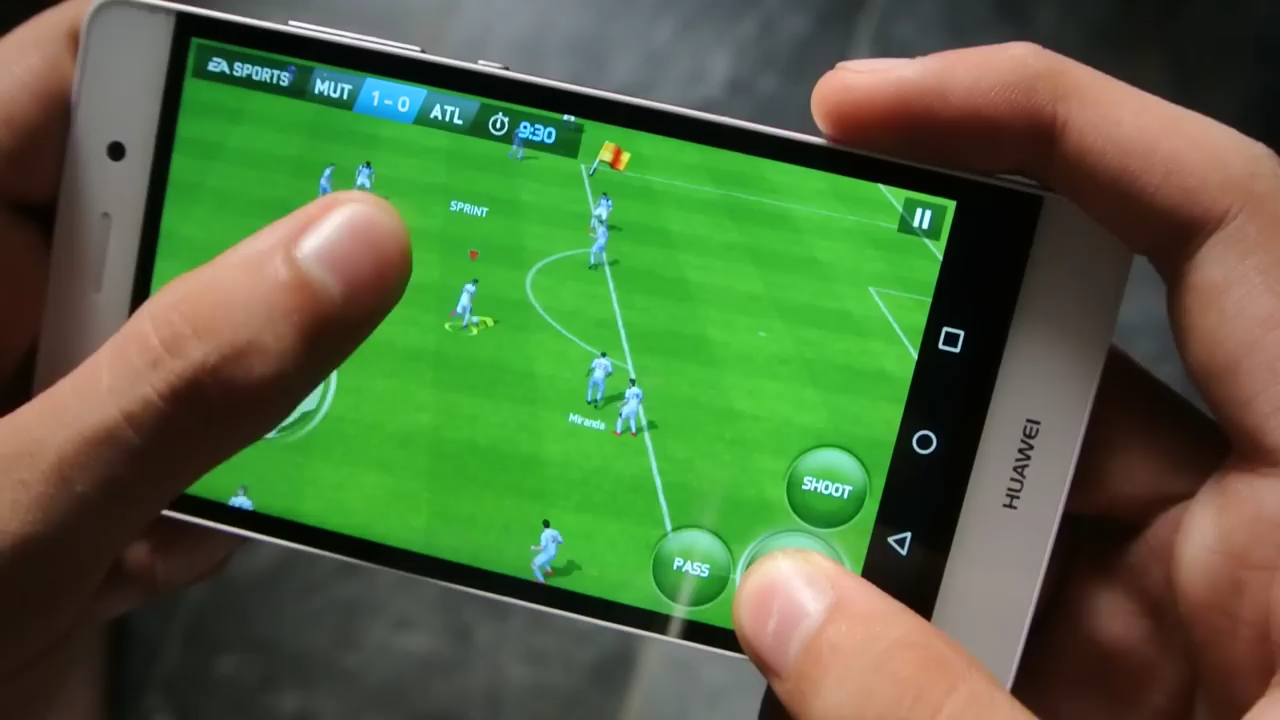 EA SPORTS MUT 1 - 0 ATL 9:30
SPRINT
Miranda
SHOOT
PASS
HUAWEI